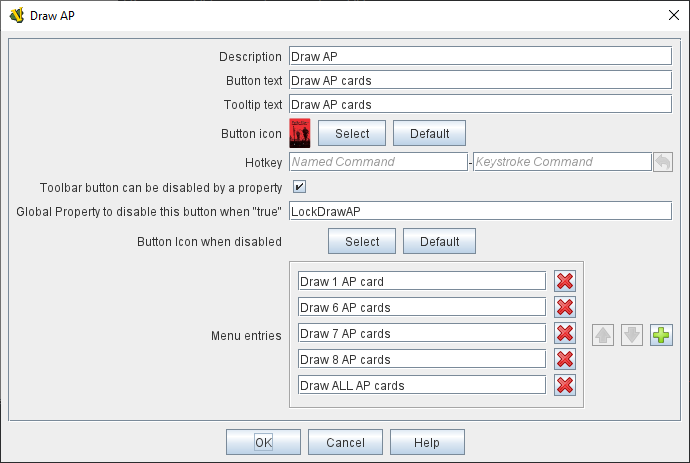 Draw AP
Description Draw AP
Button text Draw AP cards
Tooltip text Draw AP cards
Button icon Select Default
Hotkey Named Command - Keystroke Command
Toolbar button can be disabled by a property
Global Property to disable this button when "true" LockDrawAP
Button Icon when disabled Select Default
Draw 1 AP card
Draw 6 AP cards
Menu entries Draw 7 AP cards
Draw 8 AP cards
Draw ALL AP cards
OK Cancel Help